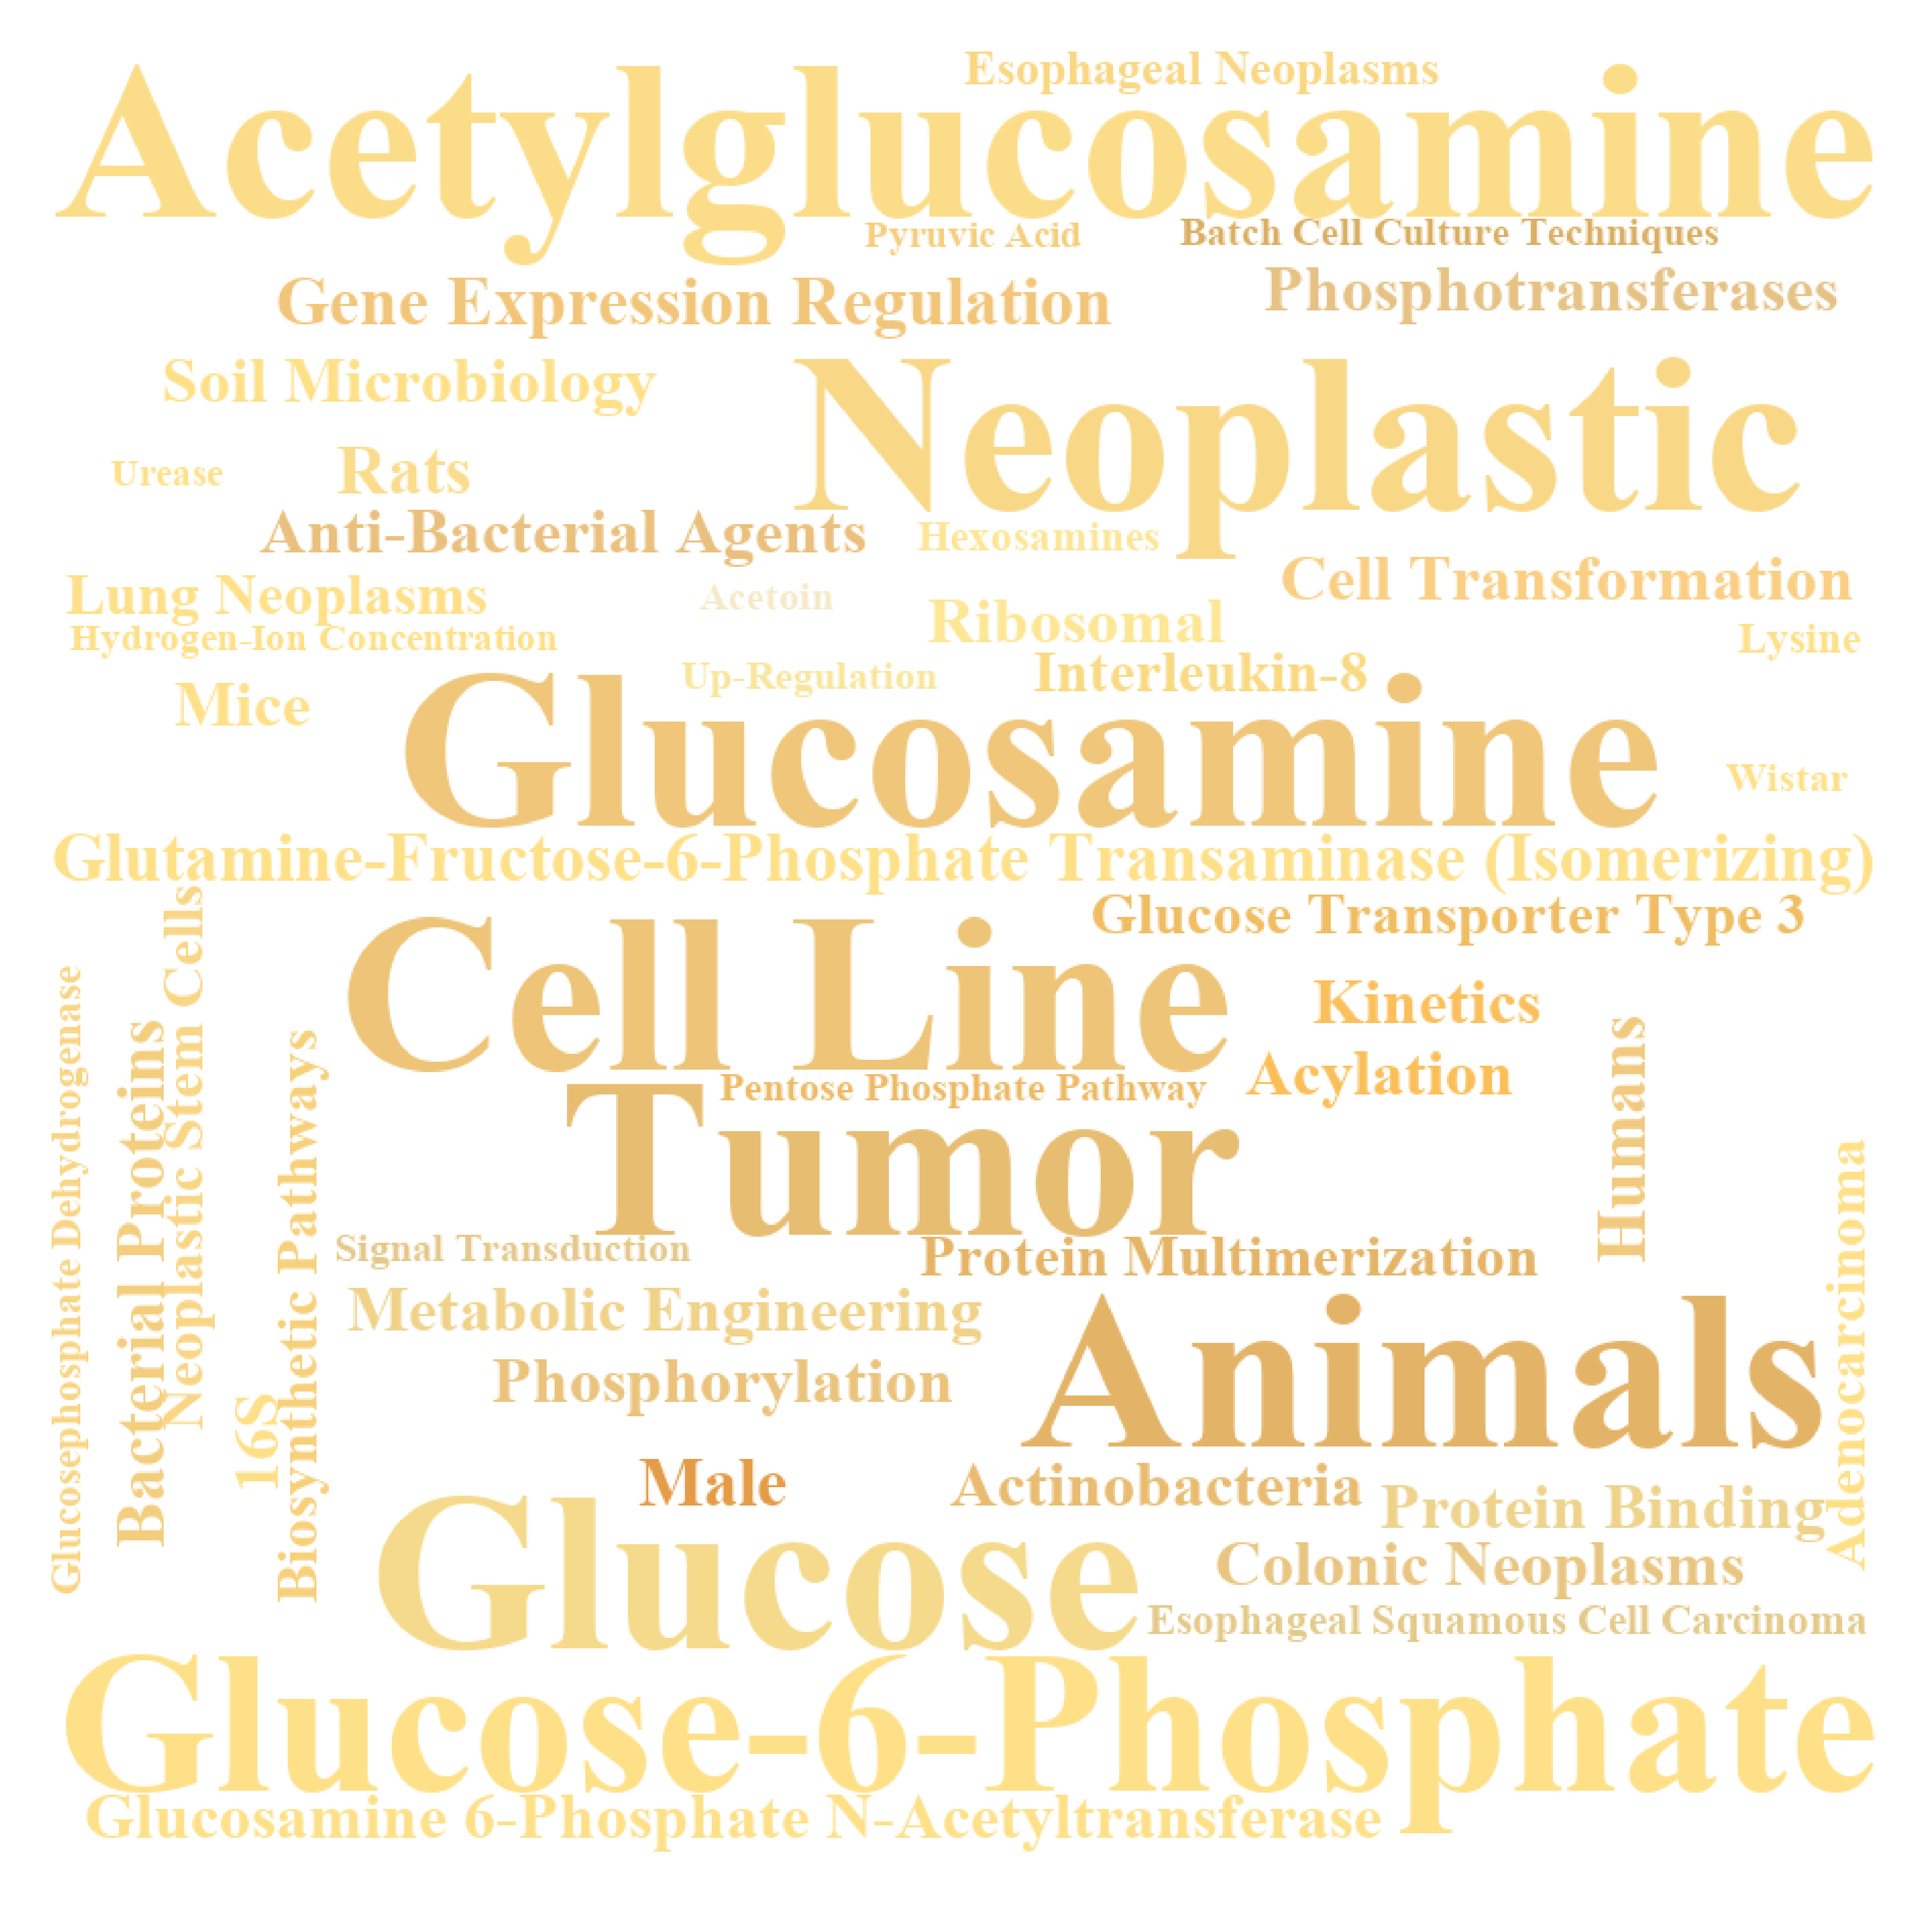 Esophageal Neoplasms
Acetylglucosamine
Pyruvic Acid
Batch Cell Culture Techniques
Gene Expression Regulation
Phosphotransferases
Soil Microbiology
Neoplastic
Urease
Rats
Anti-Bacterial Agents
Hexosamines
Cell Transformation
Lung Neoplasms
Acetoin
Ribosomal
Hydrogen-Ion Concentration
Lysine
Up-Regulation
Interleukin-8
Mice
Glucosamine
Wistar
Glutamine-Fructose-6-Phosphate Transaminase (Isomerizing)
Glucose Transporter Type 3
Cell Line
Kinetics
Acylation
Pentose Phosphate Pathway
Tumor
Humans
Glucosephosphate Dehydrogenase
Bacterial Proteins
Neoplastic Stem Cells
16S
Biosynthetic Pathways
Signal Transduction
Protein Multimerization
Metabolic Engineering
Animals
Adenocarcinoma
Phosphorylation
Male
Actinobacteria
Protein Binding
Glucose
Colonic Neoplasms
Esophageal Squamous Cell Carcinoma
Glucose-6-Phosphate
Glucosamine 6-Phosphate N-Acetyltransferase